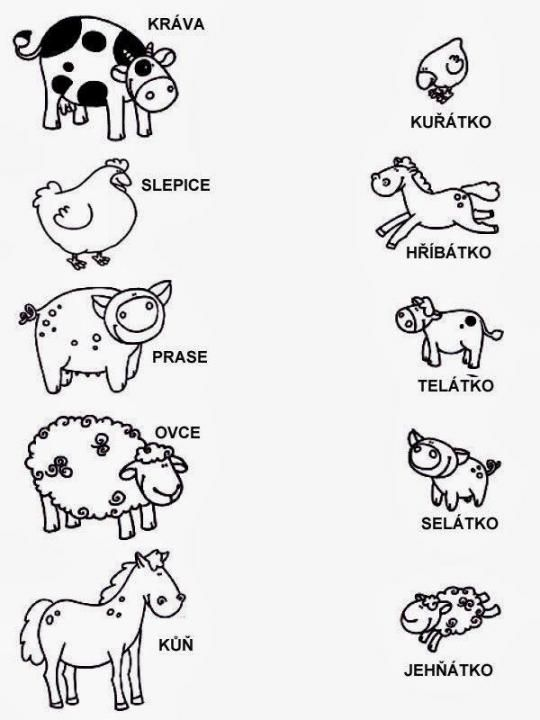 KRÁVA
KUŘÁTKO
SLEPICE
HŘÍBÁTKO
PRASE
TELÁTKO
OVCE
SELÁTKO
KŮŇ
JEHŇÁTKO